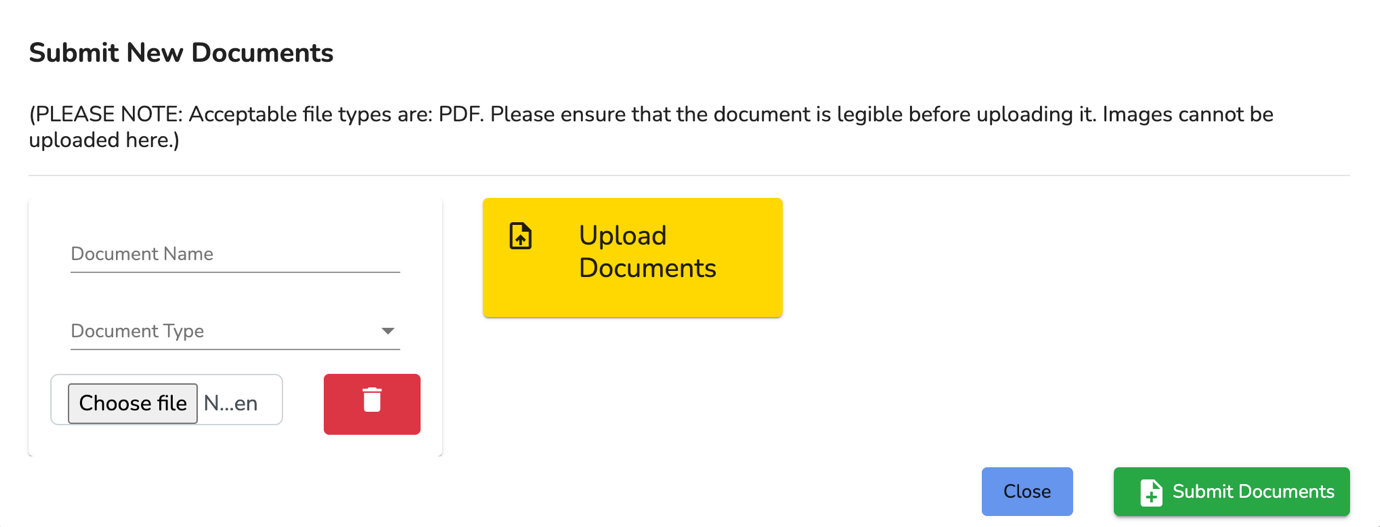 Submit New Documents
(PLEASE NOTE: Acceptable file types are: PDF. Please ensure that the document is legible before uploading it. Images cannot be
uploaded here.)
Document Name
Document Type
Choose file N...en
Upload
Documents
Close
Submit Documents